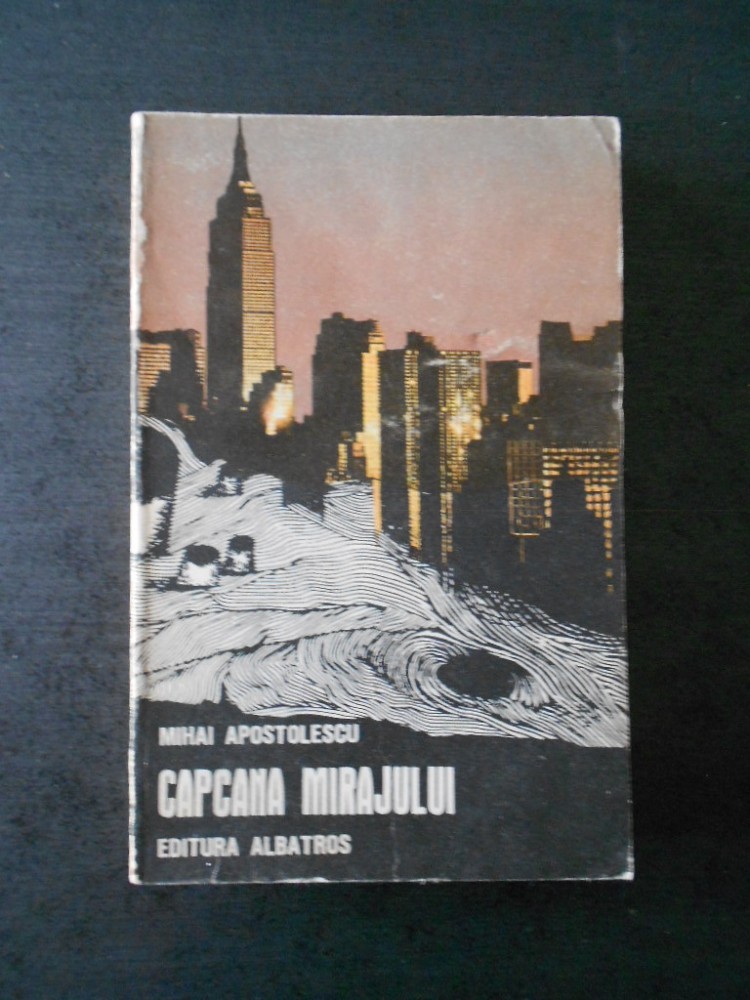 MIHAI APOSTOLESCU
CAPCANA MIRAJULUI
EDITURA ALBATROS